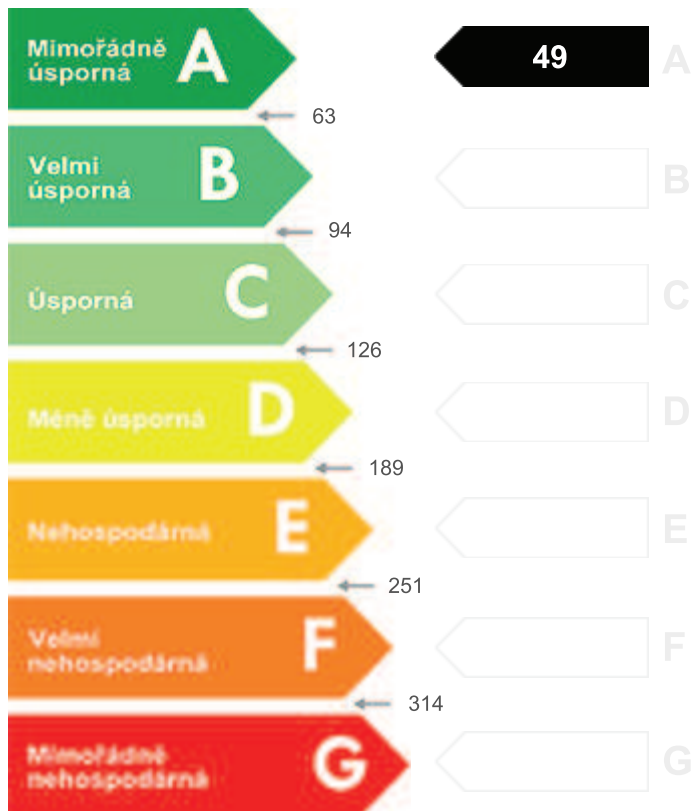 Mimořádně
úsporná
A
49
A
63
Velmi
úsporná
B
B
94
Úsporná
C
C
126
Méně úsporná
D
D
189
Nehospodárná
E
E
251
Velmi
nehospodárná
F
F
314
Mimořádně
nehospodárná
G
G